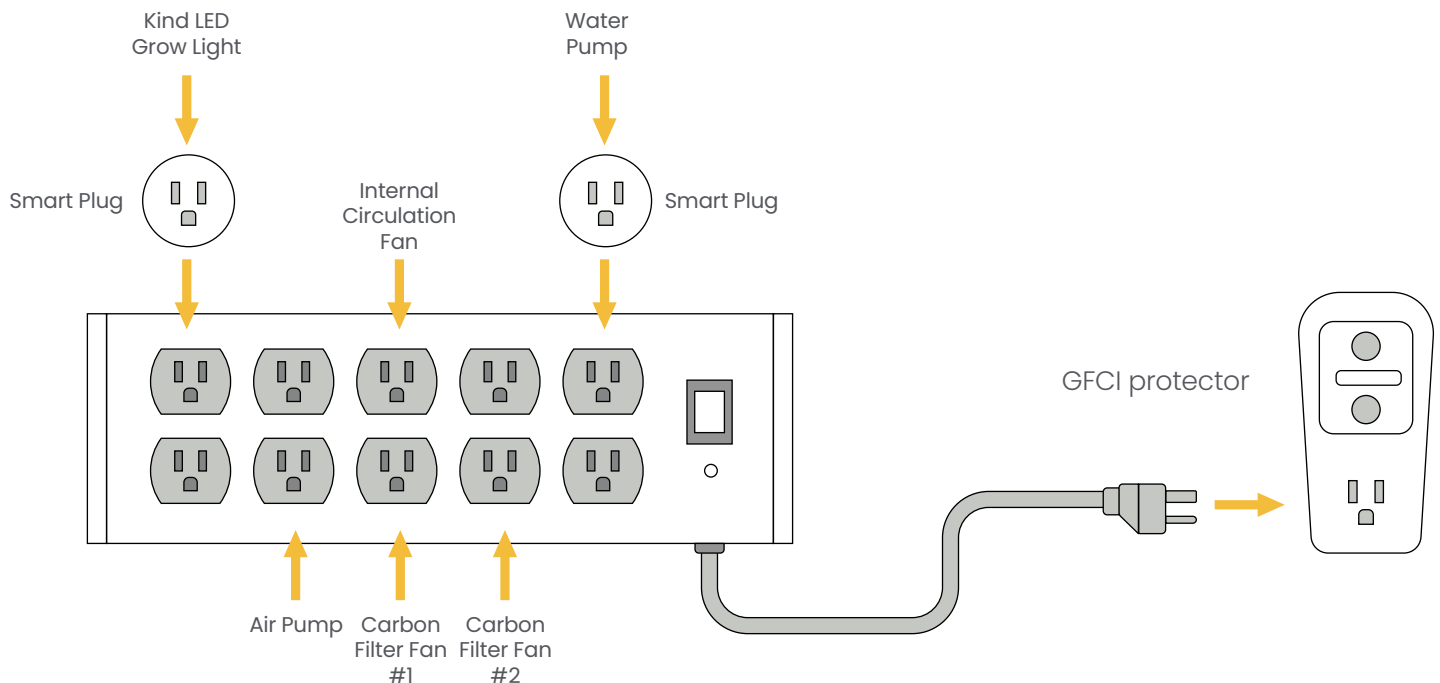 Kind LED
Grow Light
Water
Pump
Smart Plug
Internal
Circulation
Fan
Smart Plug
GFCI protector
Air Pump
Carbon
Filter Fan
#1
Carbon
Filter Fan
#2